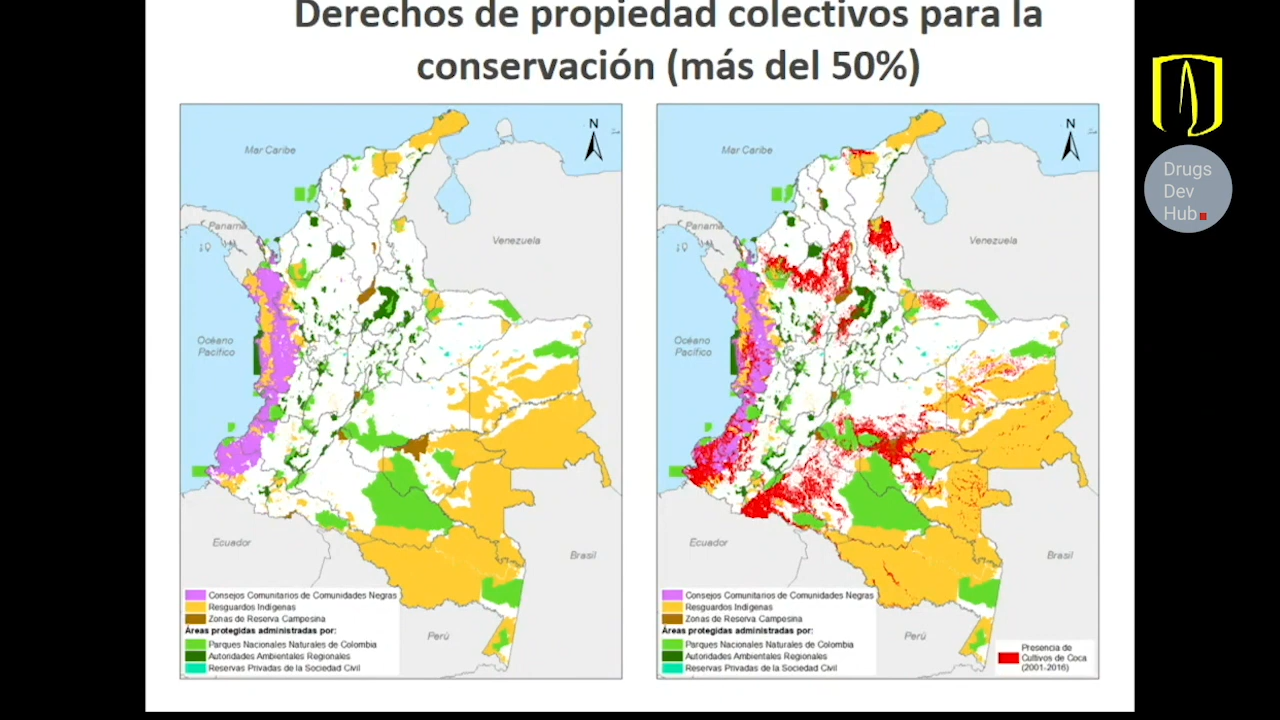 Derechos de propiedad colectivos para la
conservación (más del 50%)
N
Mar Caribe
Panama
Venezuela
Océano
Pacífico
Ecuador
Brasil
Perú
Consejos Comunitarios de Comunidades Negras
Resguardos Indígenas
Zonas de Reserva Campesina
Áreas protegidas administradas por:
Parques Nacionales Naturales de Colombia
Autoridades Ambientales Regionales
Reservas Privadas de la Sociedad Civil
N
Mar Caribe
Panama
Venezuela
Océano
Pacífico
Ecuador
Brasil
Perú
Consejos Comunitarios de Comunidades Negras
Resguardos Indígenas
Zonas de Reserva Campesina
Áreas protegidas administradas por:
Parques Nacionales Naturales de Colombia
Autoridades Ambientales Regionales
Reservas Privadas de la Sociedad Civil
Presencia de
Cultivos de Coca
(2001-2016)
Drugs
Dev
Hub